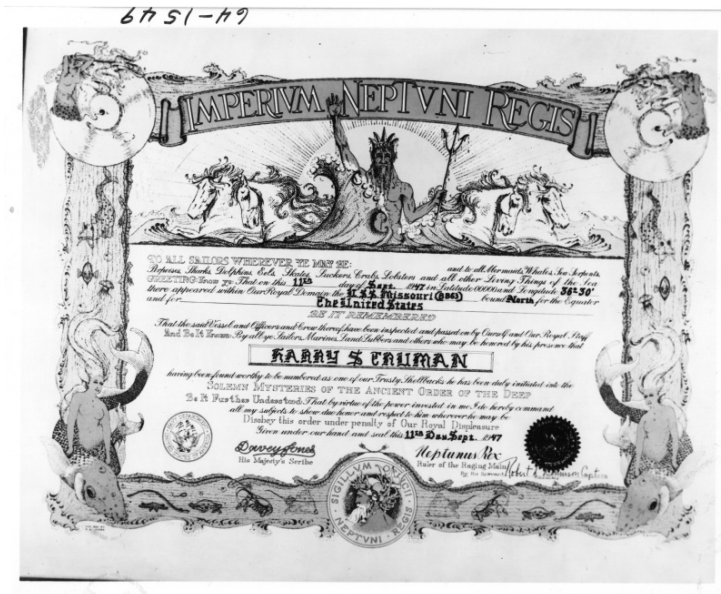 64-1549
IMPERIVM NEPTVNI REGIS
TO ALL SAILORS WHEREVER YE MAY BE: and to all Mermaids, Whales, Sea Serpents,
Porpoises, Sharks, Dolphins, Eels, Skates, Suckers, Crabs, Lobsters and all other Living Things of the Sea
GREETING: Know ye: That on this 11th day of Sept. 1947 in Latitude 00000 and Longitude 36°-30'
there appeared within Our Royal Domain the U.S.S. Missouri (BB63) bound North for the Equator
and for The United States
BE IT REMEMBERED
That the said Vessel and Officers and Crew thereof have been inspected and passed on by Ourself and Our Royal Staff
And Be It Known: By all ye Sailors, Marines, Land Lubbers and others who may be honored by his presence that
HARRY S TRUMAN
having been found worthy to be numbered as one of our Trusty Shellbacks he has been duly initiated into the
SOLEMN MYSTERIES OF THE ANCIENT ORDER OF THE DEEP
Be It Further Understood: That by virtue of the power invested in me I do hereby command
all my subjects to show due honor and respect to him wherever he may be
Disobey this order under penalty of Our Royal Displeasure
Given under our hand and seal this 11th Day Sept. 1947
Davey Jones
His Majesty's Scribe
Neptunus Rex
Ruler of the Raging Main
By his Servant Robert Captain
SIGILLVM NEPTVNI REGIS